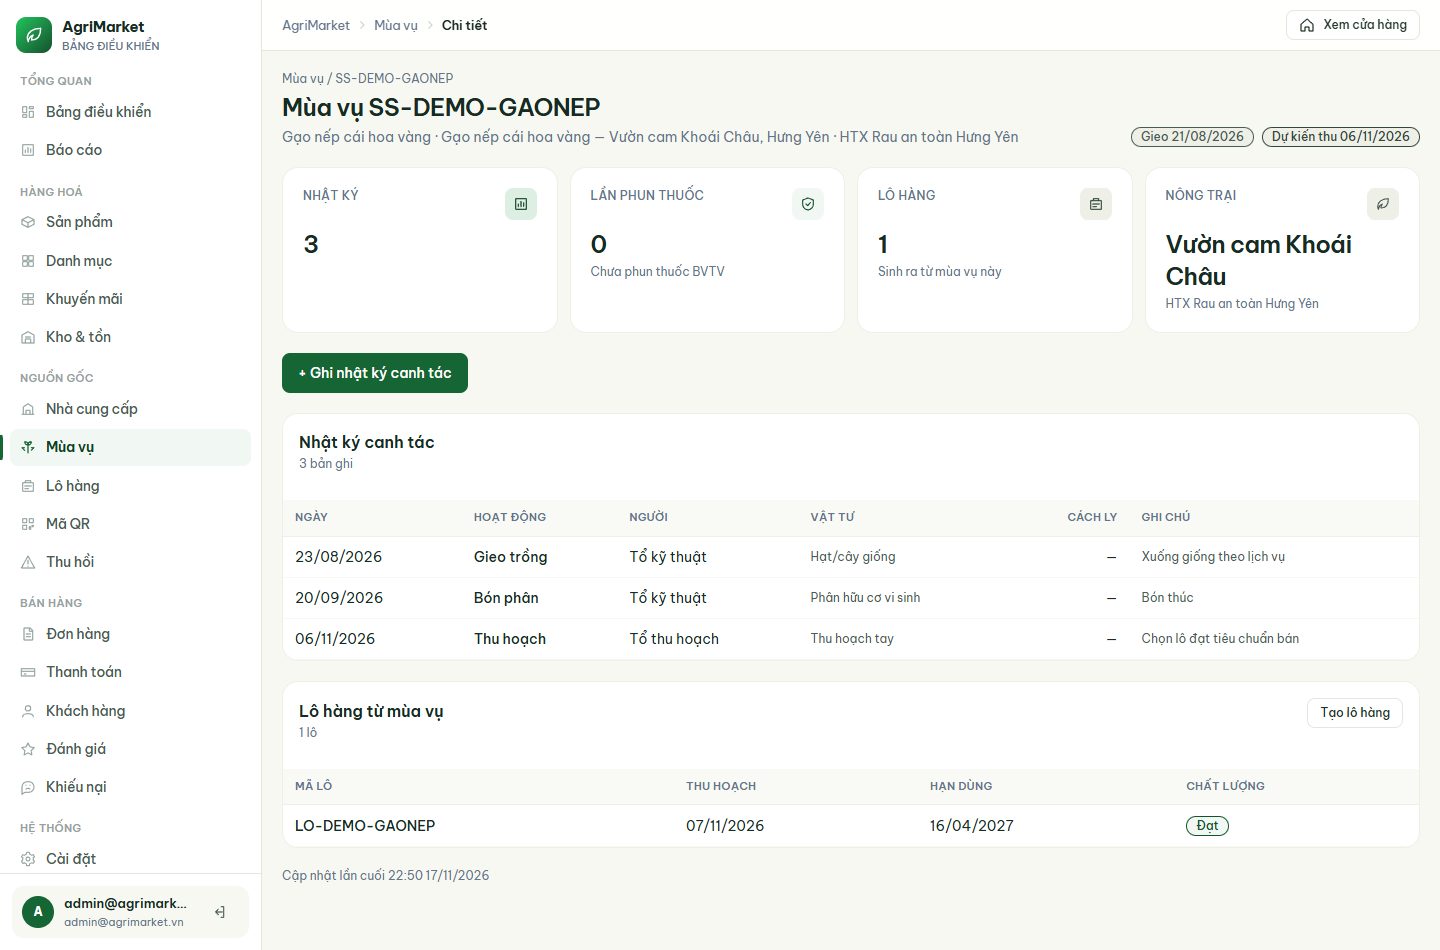 AgriMarket
BẢNG ĐIỀU KHIỂN
TỔNG QUAN
Bảng điều khiển
Báo cáo
HÀNG HOÁ
Sản phẩm
Danh mục
Khuyến mãi
Kho & tồn
NGUỒN GỐC
Nhà cung cấp
Mùa vụ
Lô hàng
Mã QR
Thu hồi
BÁN HÀNG
Đơn hàng
Thanh toán
Khách hàng
Đánh giá
Khiếu nại
HỆ THỐNG
Cài đặt
A
admin@agrimark...
admin@agrimarket.vn
AgriMarket > Mùa vụ > Chi tiết
Xem cửa hàng
Mùa vụ / SS-DEMO-GAONEP
Mùa vụ SS-DEMO-GAONEP
Gạo nếp cái hoa vàng · Gạo nếp cái hoa vàng — Vườn cam Khoái Châu, Hưng Yên · HTX Rau an toàn Hưng Yên
Gieo 21/08/2026
Dự kiến thu 06/11/2026
NHẬT KÝ
3
LẦN PHUN THUỐC
0
Chưa phun thuốc BVTV
LÔ HÀNG
1
Sinh ra từ mùa vụ này
NÔNG TRẠI
Vườn cam Khoái
Châu
HTX Rau an toàn Hưng Yên
+ Ghi nhật ký canh tác
Nhật ký canh tác
3 bản ghi
NGÀY HOẠT ĐỘNG NGƯỜI VẬT TƯ CÁCH LY GHI CHÚ
23/08/2026 Gieo trồng Tổ kỹ thuật Hạt/cây giống — Xuống giống theo lịch vụ
20/09/2026 Bón phân Tổ kỹ thuật Phân hữu cơ vi sinh — Bón thúc
06/11/2026 Thu hoạch Tổ thu hoạch Thu hoạch tay — Chọn lô đạt tiêu chuẩn bán
Lô hàng từ mùa vụ
1 lô
Tạo lô hàng
MÃ LÔ THU HOẠCH HẠN DÙNG CHẤT LƯỢNG
LO-DEMO-GAONEP 07/11/2026 16/04/2027 Đạt
Cập nhật lần cuối 22:50 17/11/2026